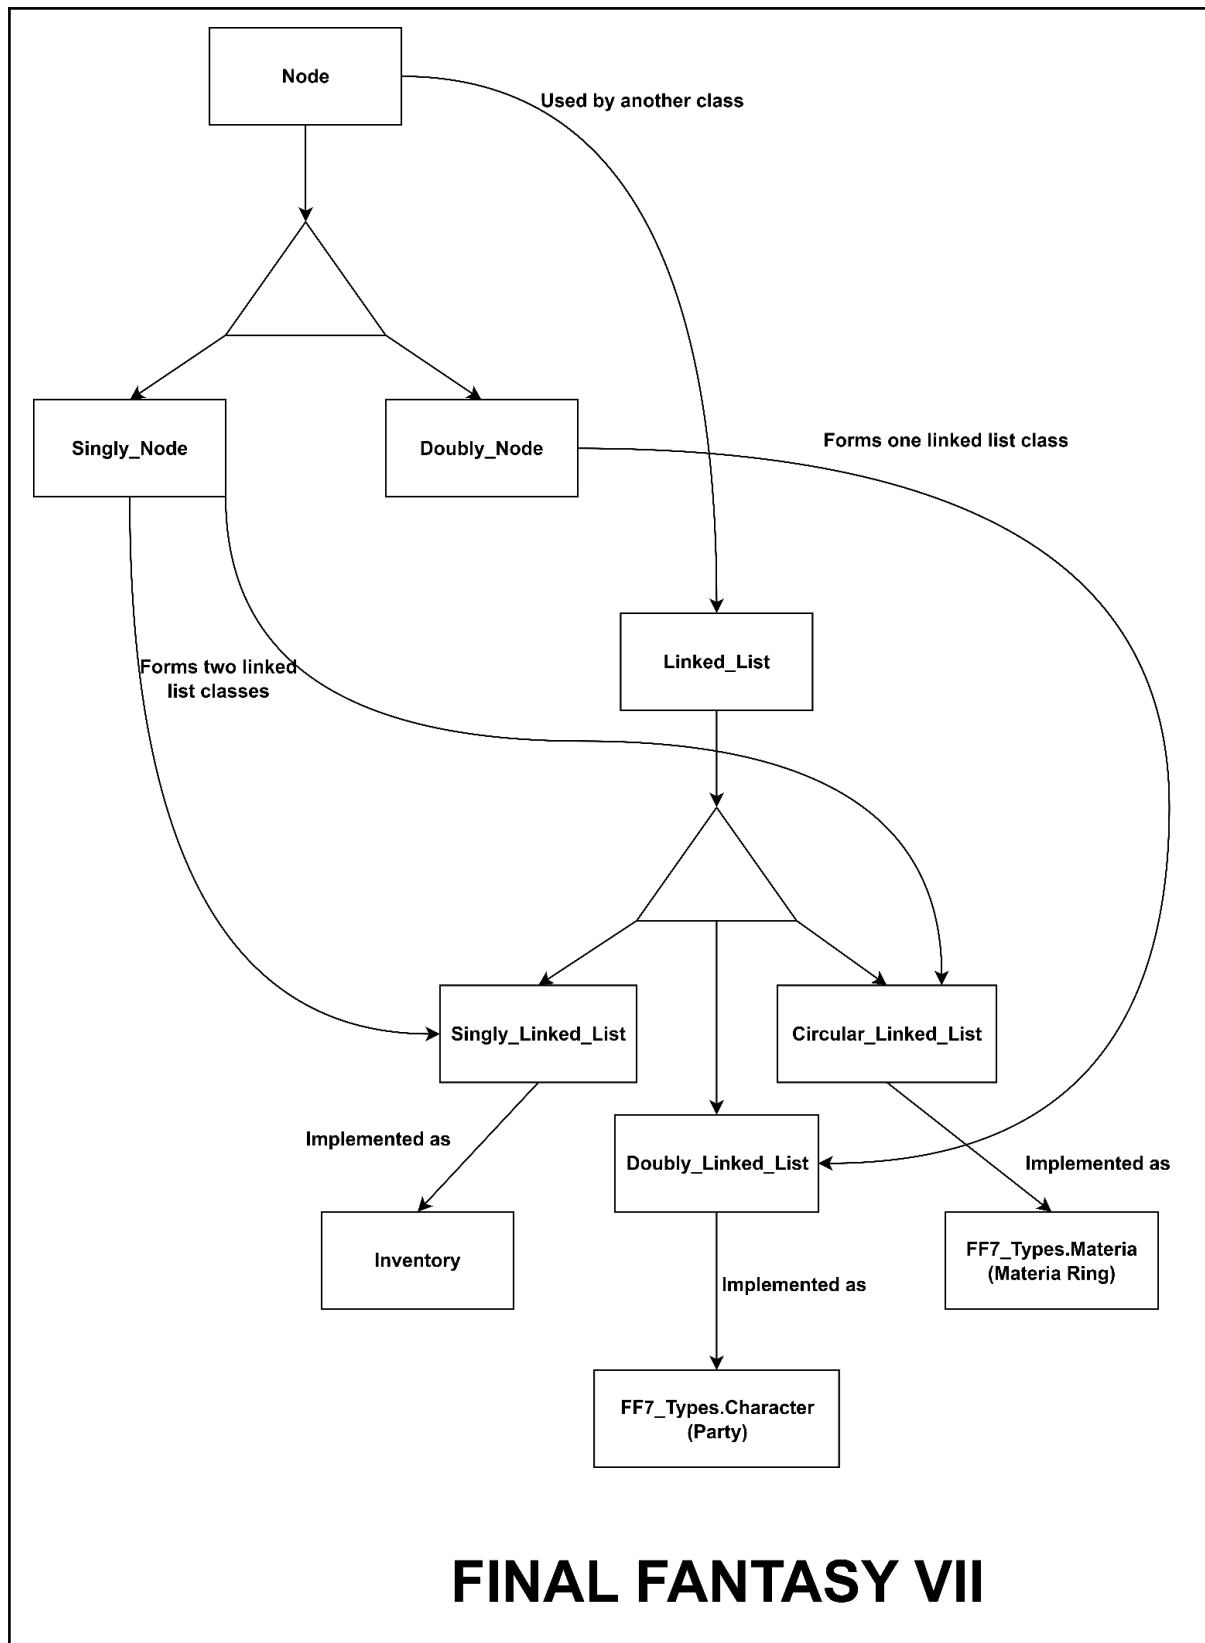 Node
Used by another class
Singly_Node
Doubly_Node
Forms one linked list class
Forms two linked
list classes
Linked_List
Singly_Linked_List
Circular_Linked_List
Implemented as
Doubly_Linked_List
Implemented as
Inventory
FF7_Types.Materia
(Materia Ring)
Implemented as
FF7_Types.Character
(Party)
FINAL FANTASY VII